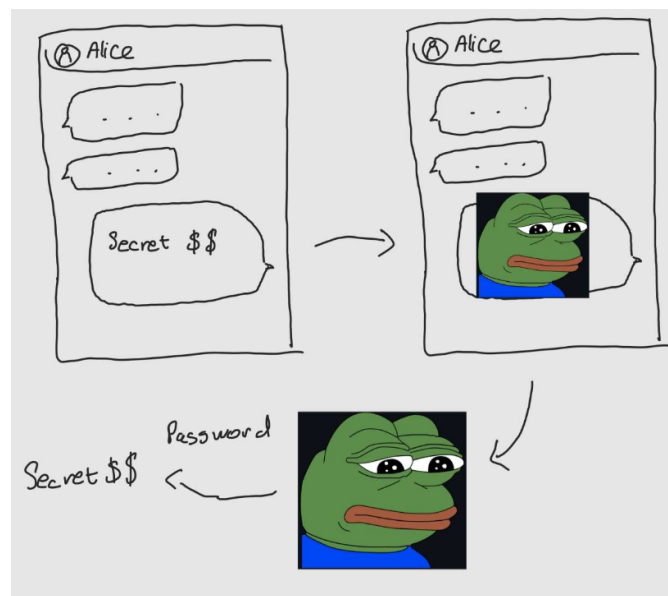 Alice
. . .
. . .
Secret $$
Alice
. . .
. . .
Password
Secret $$